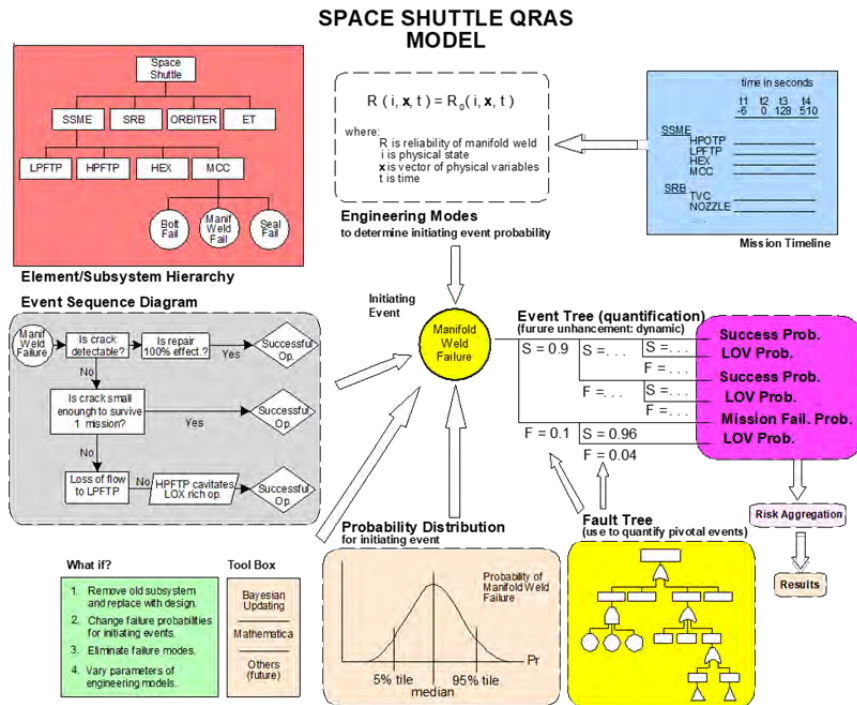 SPACE SHUTTLE QRAS
MODEL
Space
Shuttle
SSME
SRB
ORBITER
ET
LPFTP
HPFTP
HEX
MCC
Bolt
Fail
Manif
Weld
Fail
Seal
Fail
Element/Subsystem Hierarchy
R ( i, x, t ) = R₀( i, x, t )
where:
R is reliability of manifold weld
i is physical state
x is vector of physical variables
t is time
Engineering Modes
to determine initiating event probability
time in seconds
t1 t2 t3 t4
-6 0 128 510
SSME
HPOTP
LPFTP
HEX
MCC
SRB
TVC
NOZZLE
. . .
Mission Timeline
Event Sequence Diagram
Manif
Weld
Failure
Is crack
detectable?
Is repair
100% effect.?
Yes
Successful
Op.
No
Is crack small
enough to survive
1 mission?
Yes
Successful
Op.
No
Loss of flow
to LPFTP
No
HPFTP cavitates
LOX rich op.
Successful
Op.
Initiating
Event
Manifold
Weld
Failure
Event Tree (quantification)
(furure unhancement: dynamic)
S = 0.9
S =. . .
S =. . .
F =. . .
F =. . .
S =. . .
F =. . .
F = 0.1
S = 0.96
F = 0.04
Success Prob.
LOV Prob.
Success Prob.
LOV Prob.
Mission Fail. Prob.
LOV Prob.
Risk Aggregation
Results
What if?
1. Remove old subsystem
and replace with design.
2. Change failure probabilities
for initiating events.
3. Eliminate failure modes.
4. Vary parameters of
engineering models.
Tool Box
Bayesian
Updating
Mathematica
Others
(future)
Probability Distribution
for initiating event
Probability of
Manifold Weld
Failure
Pr
5% tile
median
95% tile
Fault Tree
(use to quantify pivotal events)